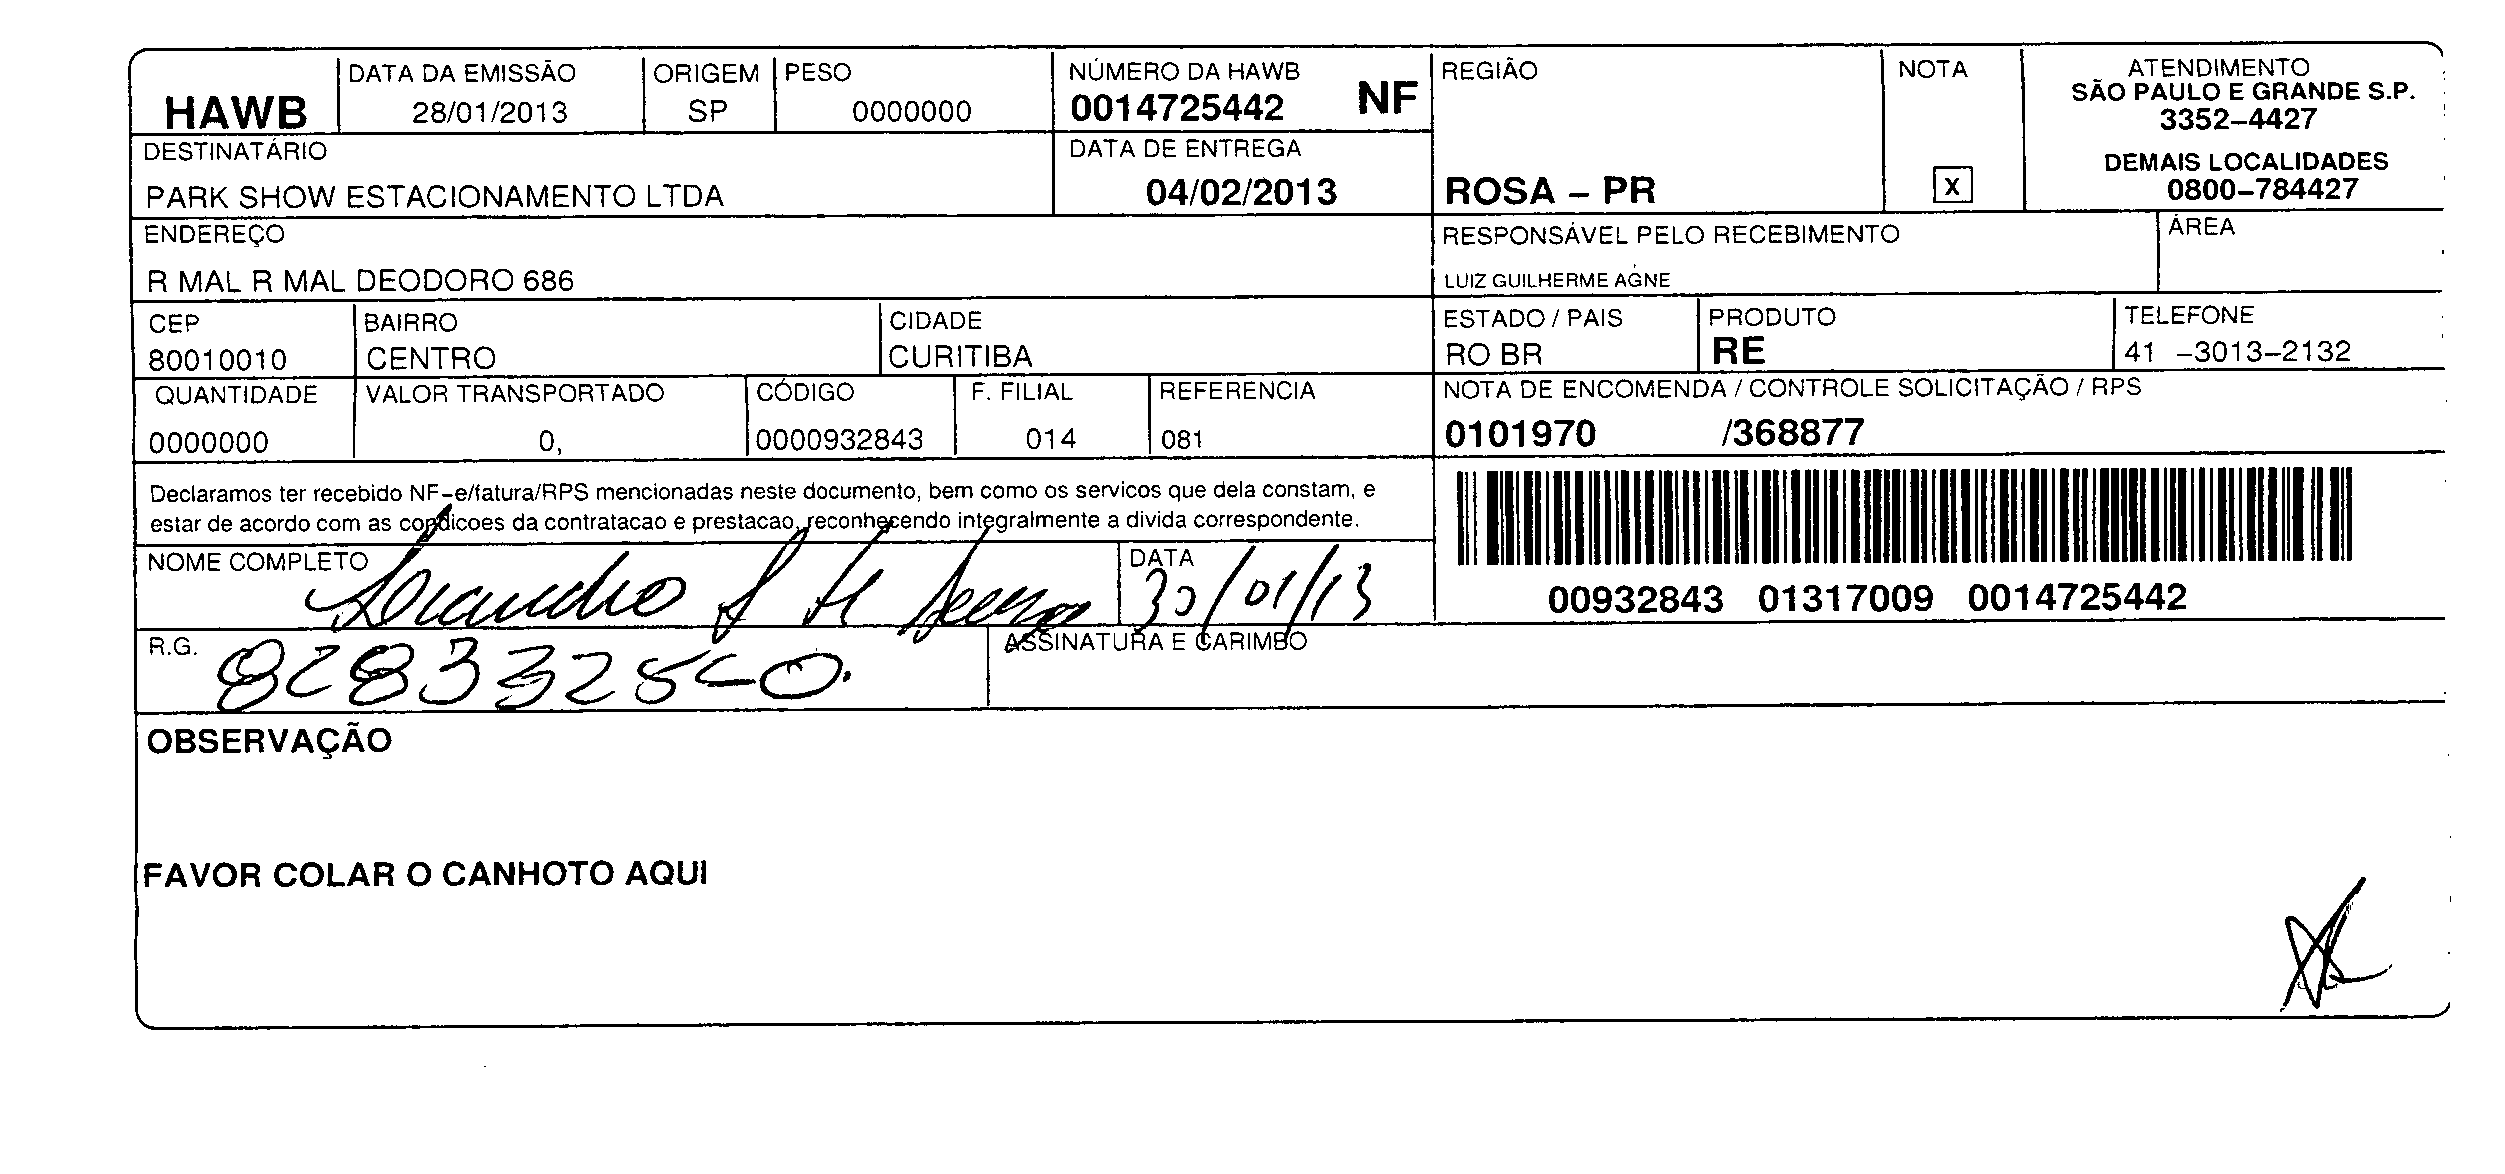 HAWB
DATA DA EMISSÃO
28/01/2013
ORIGEM
SP
PESO
0000000
NÚMERO DA HAWB
0014725442 NF
DATA DE ENTREGA
04/02/2013
REGIÃO
ROSA – PR
NOTA
X
ATENDIMENTO
SÃO PAULO E GRANDE S.P.
3352–4427
DEMAIS LOCALIDADES
0800–784427
DESTINATÁRIO
PARK SHOW ESTACIONAMENTO LTDA
ENDEREÇO
R MAL R MAL DEODORO 686
RESPONSÁVEL PELO RECEBIMENTO
LUIZ GUILHERME AGNE
ÁREA
CEP
80010010
BAIRRO
CENTRO
CIDADE
CURITIBA
ESTADO / PAIS
RO BR
PRODUTO
RE
TELEFONE
41 –3013–2132
QUANTIDADE
0000000
VALOR TRANSPORTADO
0,
CÓDIGO
0000932843
F. FILIAL
014
REFERENCIA
081
NOTA DE ENCOMENDA / CONTROLE SOLICITAÇÃO / RPS
0101970 /368877
Declaramos ter recebido NF–e/fatura/RPS mencionadas neste documento, bem como os servicos que dela constam, e
estar de acordo com as condicoes da contratacao e prestacao, reconhecendo integralmente a divida correspondente.
00932843 01317009 0014725442
NOME COMPLETO
Leandro
DATA
30/01/13
R.G.
ASSINATURA E CARIMBO
OBSERVAÇÃO
FAVOR COLAR O CANHOTO AQUI